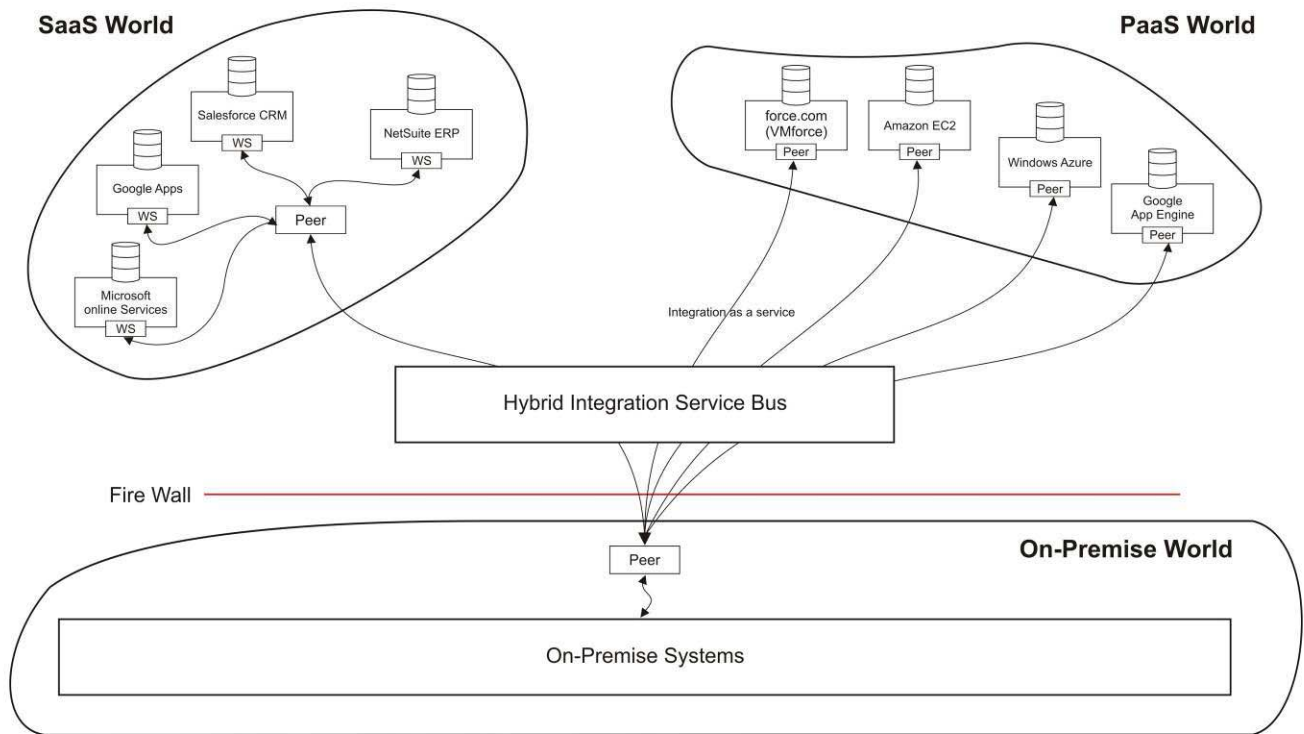 SaaS World
PaaS World
Salesforce CRM
WS
NetSuite ERP
WS
Google Apps
WS
Peer
Microsoft
online Services
WS
force.com
(VMforce)
Peer
Amazon EC2
Peer
Windows Azure
Peer
Google
App Engine
Peer
Integration as a service
Hybrid Integration Service Bus
Fire Wall
On-Premise World
Peer
On-Premise Systems